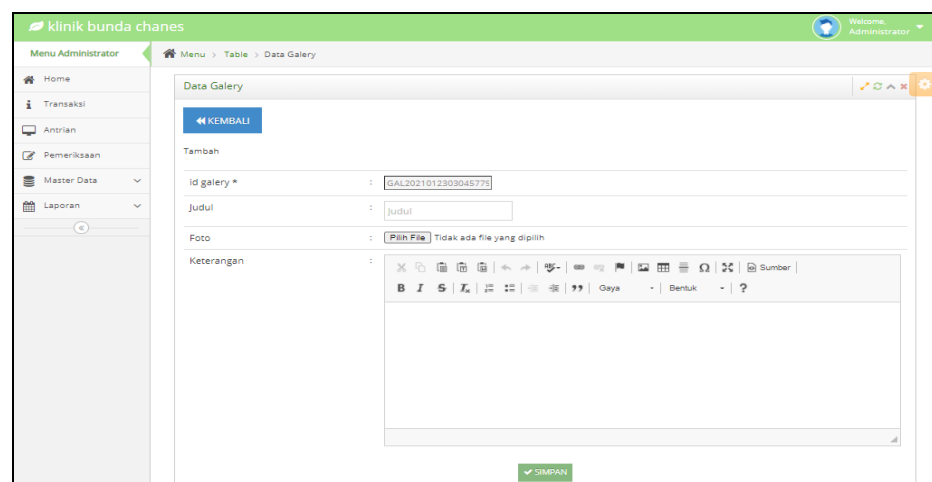 klinik bunda chanes
Welcome,
Administrator
Menu Administrator
Menu > Table > Data Galery
Home
Transaksi
Antrian
Pemeriksaan
Master Data
Laporan
Data Galery
KEMBALI
Tambah
id galery * : GAL2021012303045779
Judul : Judul
Foto : Pilih File Tidak ada file yang dipilih
Keterangan :
Sumber
B I S Ix Gaya Bentuk ?
SIMPAN